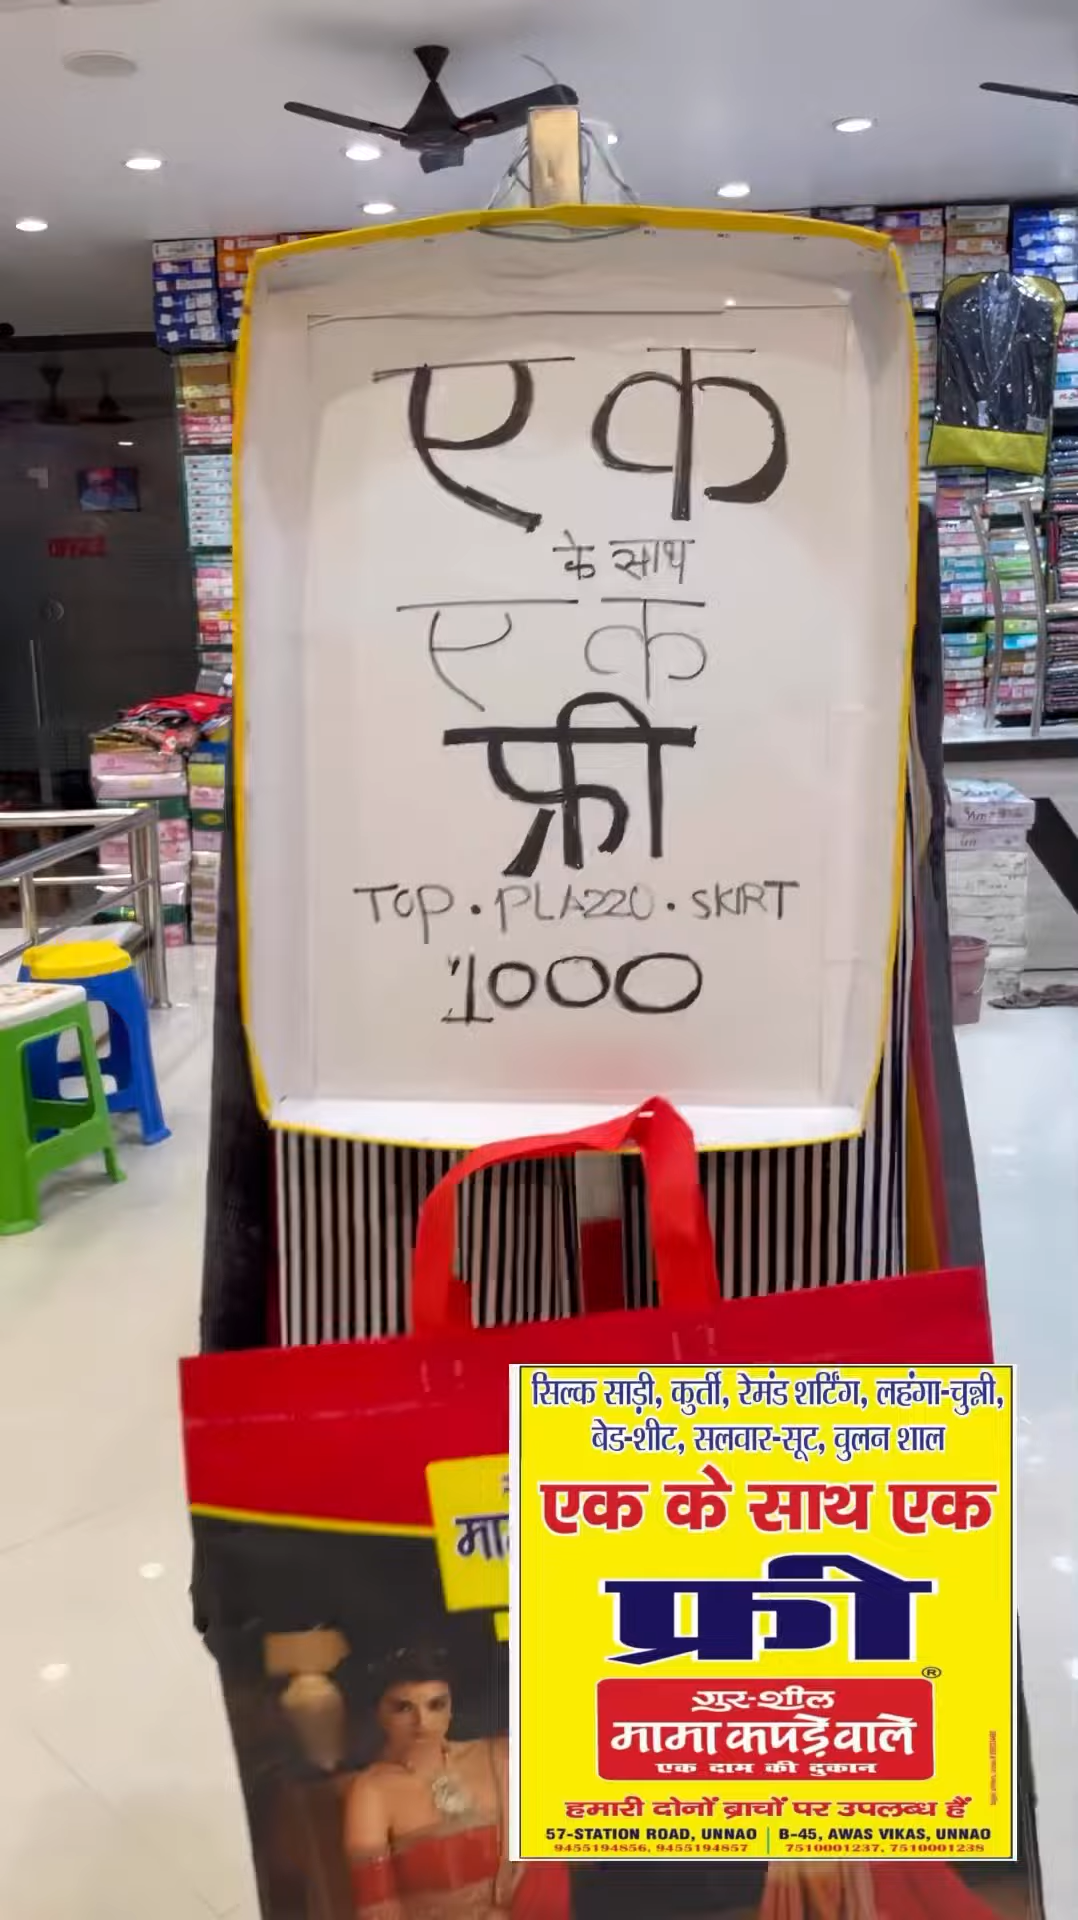 OFFICE
एक
के साथ
एक
फ्री
TOP . PLAZZO . SKIRT
₹1000
सिल्क साड़ी, कुर्ती, रेमंड शर्टिंग, लहंगा-चुन्नी,
बेड-शीट, सलवार-सूट, वुलन शाल
एक के साथ एक
फ्री
®
गुर-शील
मामा कपड़े वाले
एक दाम की दुकान
हमारी दोनों ब्राचों पर उपलब्ध हैं
57-STATION ROAD, UNNAO | B-45, AWAS VIKAS, UNNAO
9455194856, 9455194857 | 7510001237, 7510001238